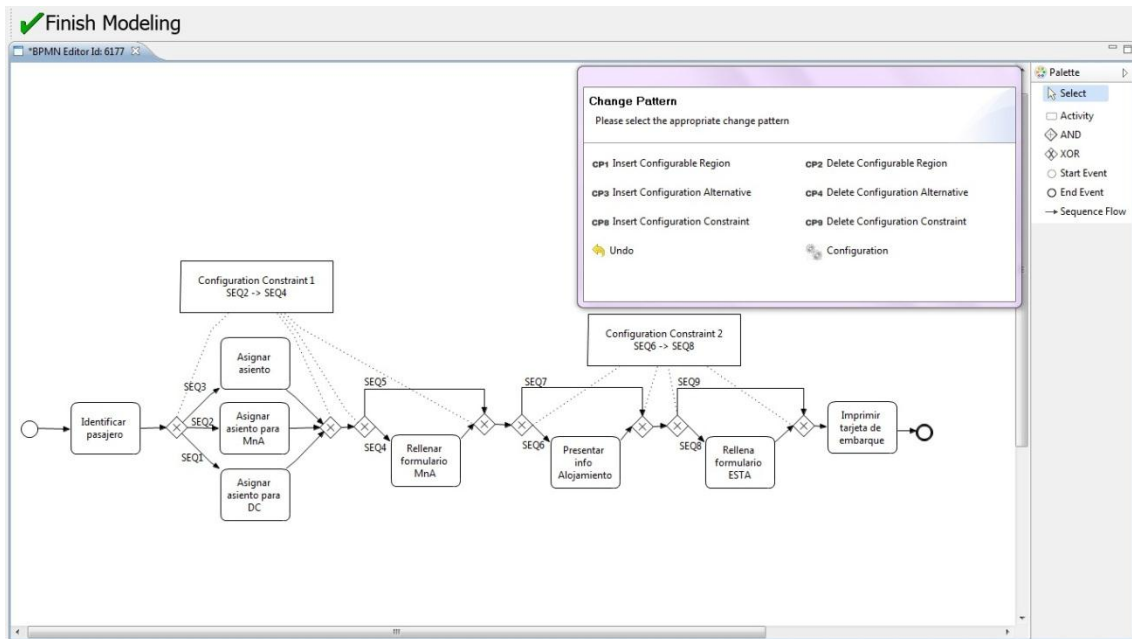 Finish Modeling
*BPMN Editor Id: 6177
Change Pattern
Please select the appropriate change pattern
CP1 Insert Configurable Region
CP2 Delete Configurable Region
CP3 Insert Configuration Alternative
CP4 Delete Configuration Alternative
CP8 Insert Configuration Constraint
CP9 Delete Configuration Constraint
Undo
Configuration
Palette
Select
Activity
AND
XOR
Start Event
End Event
Sequence Flow
Configuration Constraint 1
SEQ2 -> SEQ4
Configuration Constraint 2
SEQ6 -> SEQ8
Identificar
pasajero
SEQ3
SEQ2
SEQ1
Asignar
asiento
Asignar
asiento para
MnA
Asignar
asiento para
DC
SEQ5
SEQ4
Rellenar
formulario
MnA
SEQ7
SEQ6
Presentar
info
Alojamiento
SEQ9
SEQ8
Rellena
formulario
ESTA
Imprimir
tarjeta de
embarque